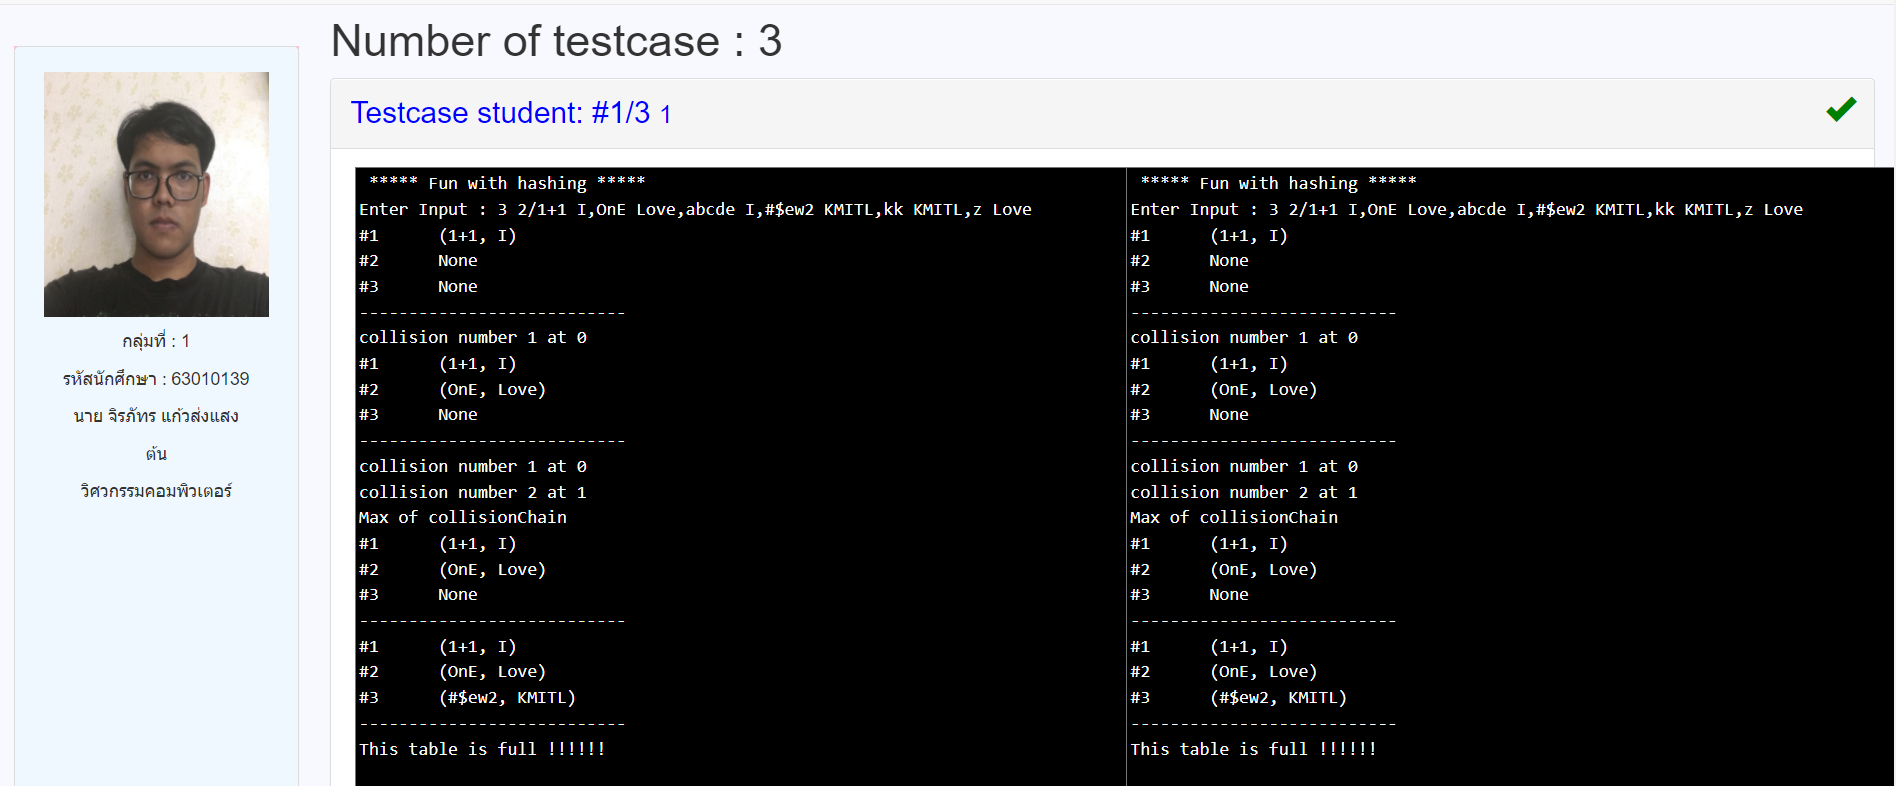 Number of testcase : 3
Testcase student: #1/3 1
กลุ่มที่ : 1
รหัสนักศึกษา : 63010139
นาย จิรภัทร แก้วส่งแสง
ต้น
วิศวกรรมคอมพิวเตอร์
***** Fun with hashing *****
Enter Input : 3 2/1+1 I,OnE Love,abcde I,#$ew2 KMITL,kk KMITL,z Love
#1 (1+1, I)
#2 None
#3 None
---------------------------
collision number 1 at 0
#1 (1+1, I)
#2 (OnE, Love)
#3 None
---------------------------
collision number 1 at 0
collision number 2 at 1
Max of collisionChain
#1 (1+1, I)
#2 (OnE, Love)
#3 None
---------------------------
#1 (1+1, I)
#2 (OnE, Love)
#3 (#$ew2, KMITL)
---------------------------
This table is full !!!!!!
***** Fun with hashing *****
Enter Input : 3 2/1+1 I,OnE Love,abcde I,#$ew2 KMITL,kk KMITL,z Love
#1 (1+1, I)
#2 None
#3 None
---------------------------
collision number 1 at 0
#1 (1+1, I)
#2 (OnE, Love)
#3 None
---------------------------
collision number 1 at 0
collision number 2 at 1
Max of collisionChain
#1 (1+1, I)
#2 (OnE, Love)
#3 None
---------------------------
#1 (1+1, I)
#2 (OnE, Love)
#3 (#$ew2, KMITL)
---------------------------
This table is full !!!!!!